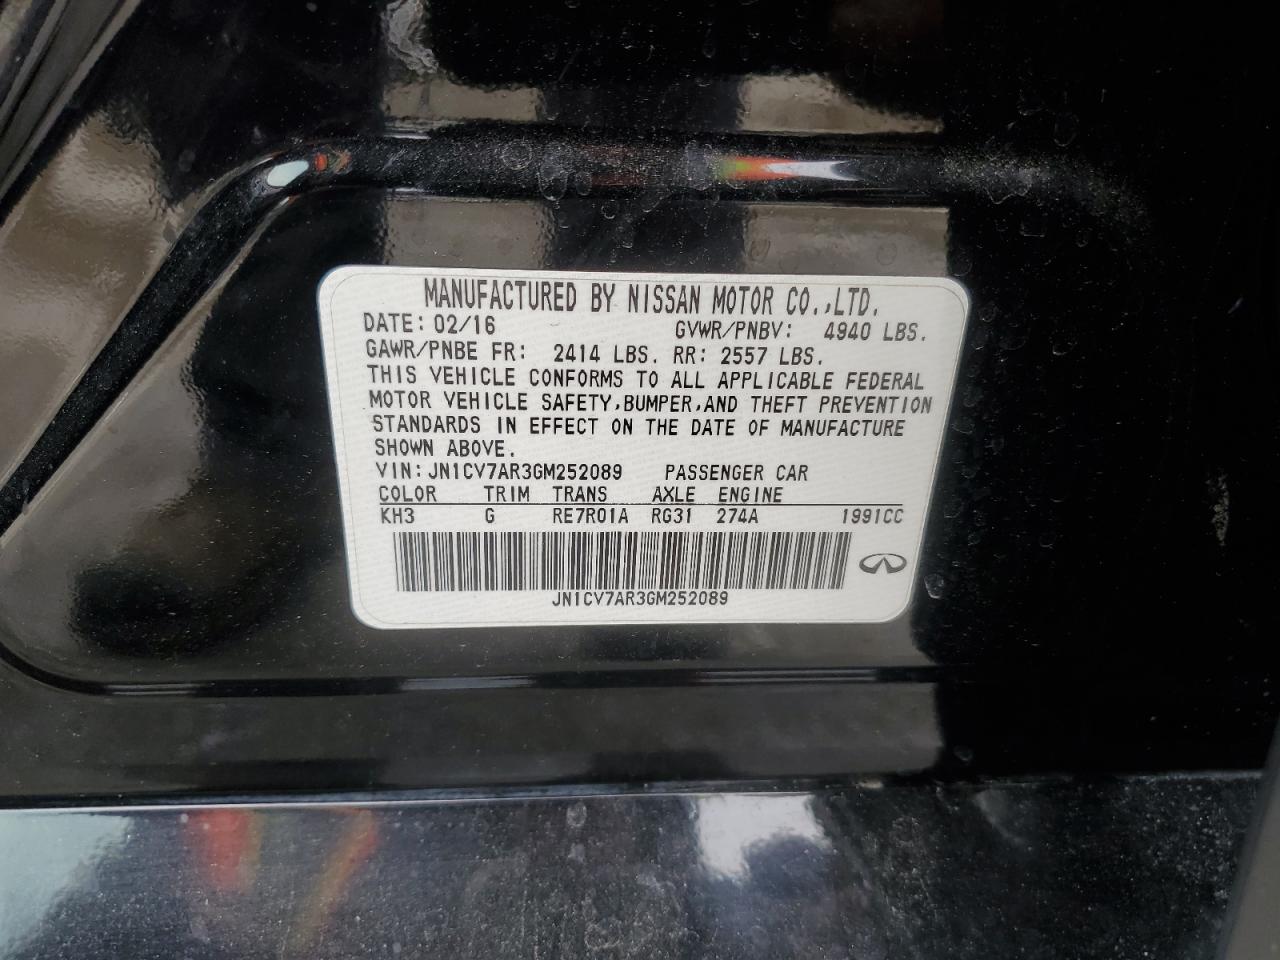 MANUFACTURED BY NISSAN MOTOR CO.,LTD.
DATE: 02/16 GVWR/PNBV: 4940 LBS.
GAWR/PNBE FR: 2414 LBS. RR: 2557 LBS.
THIS VEHICLE CONFORMS TO ALL APPLICABLE FEDERAL
MOTOR VEHICLE SAFETY,BUMPER,AND THEFT PREVENTION
STANDARDS IN EFFECT ON THE DATE OF MANUFACTURE
SHOWN ABOVE.
VIN: JN1CV7AR3GM252089 PASSENGER CAR
COLOR TRIM TRANS AXLE ENGINE
KH3 G RE7R01A RG31 274A 1991CC
JN1CV7AR3GM252089